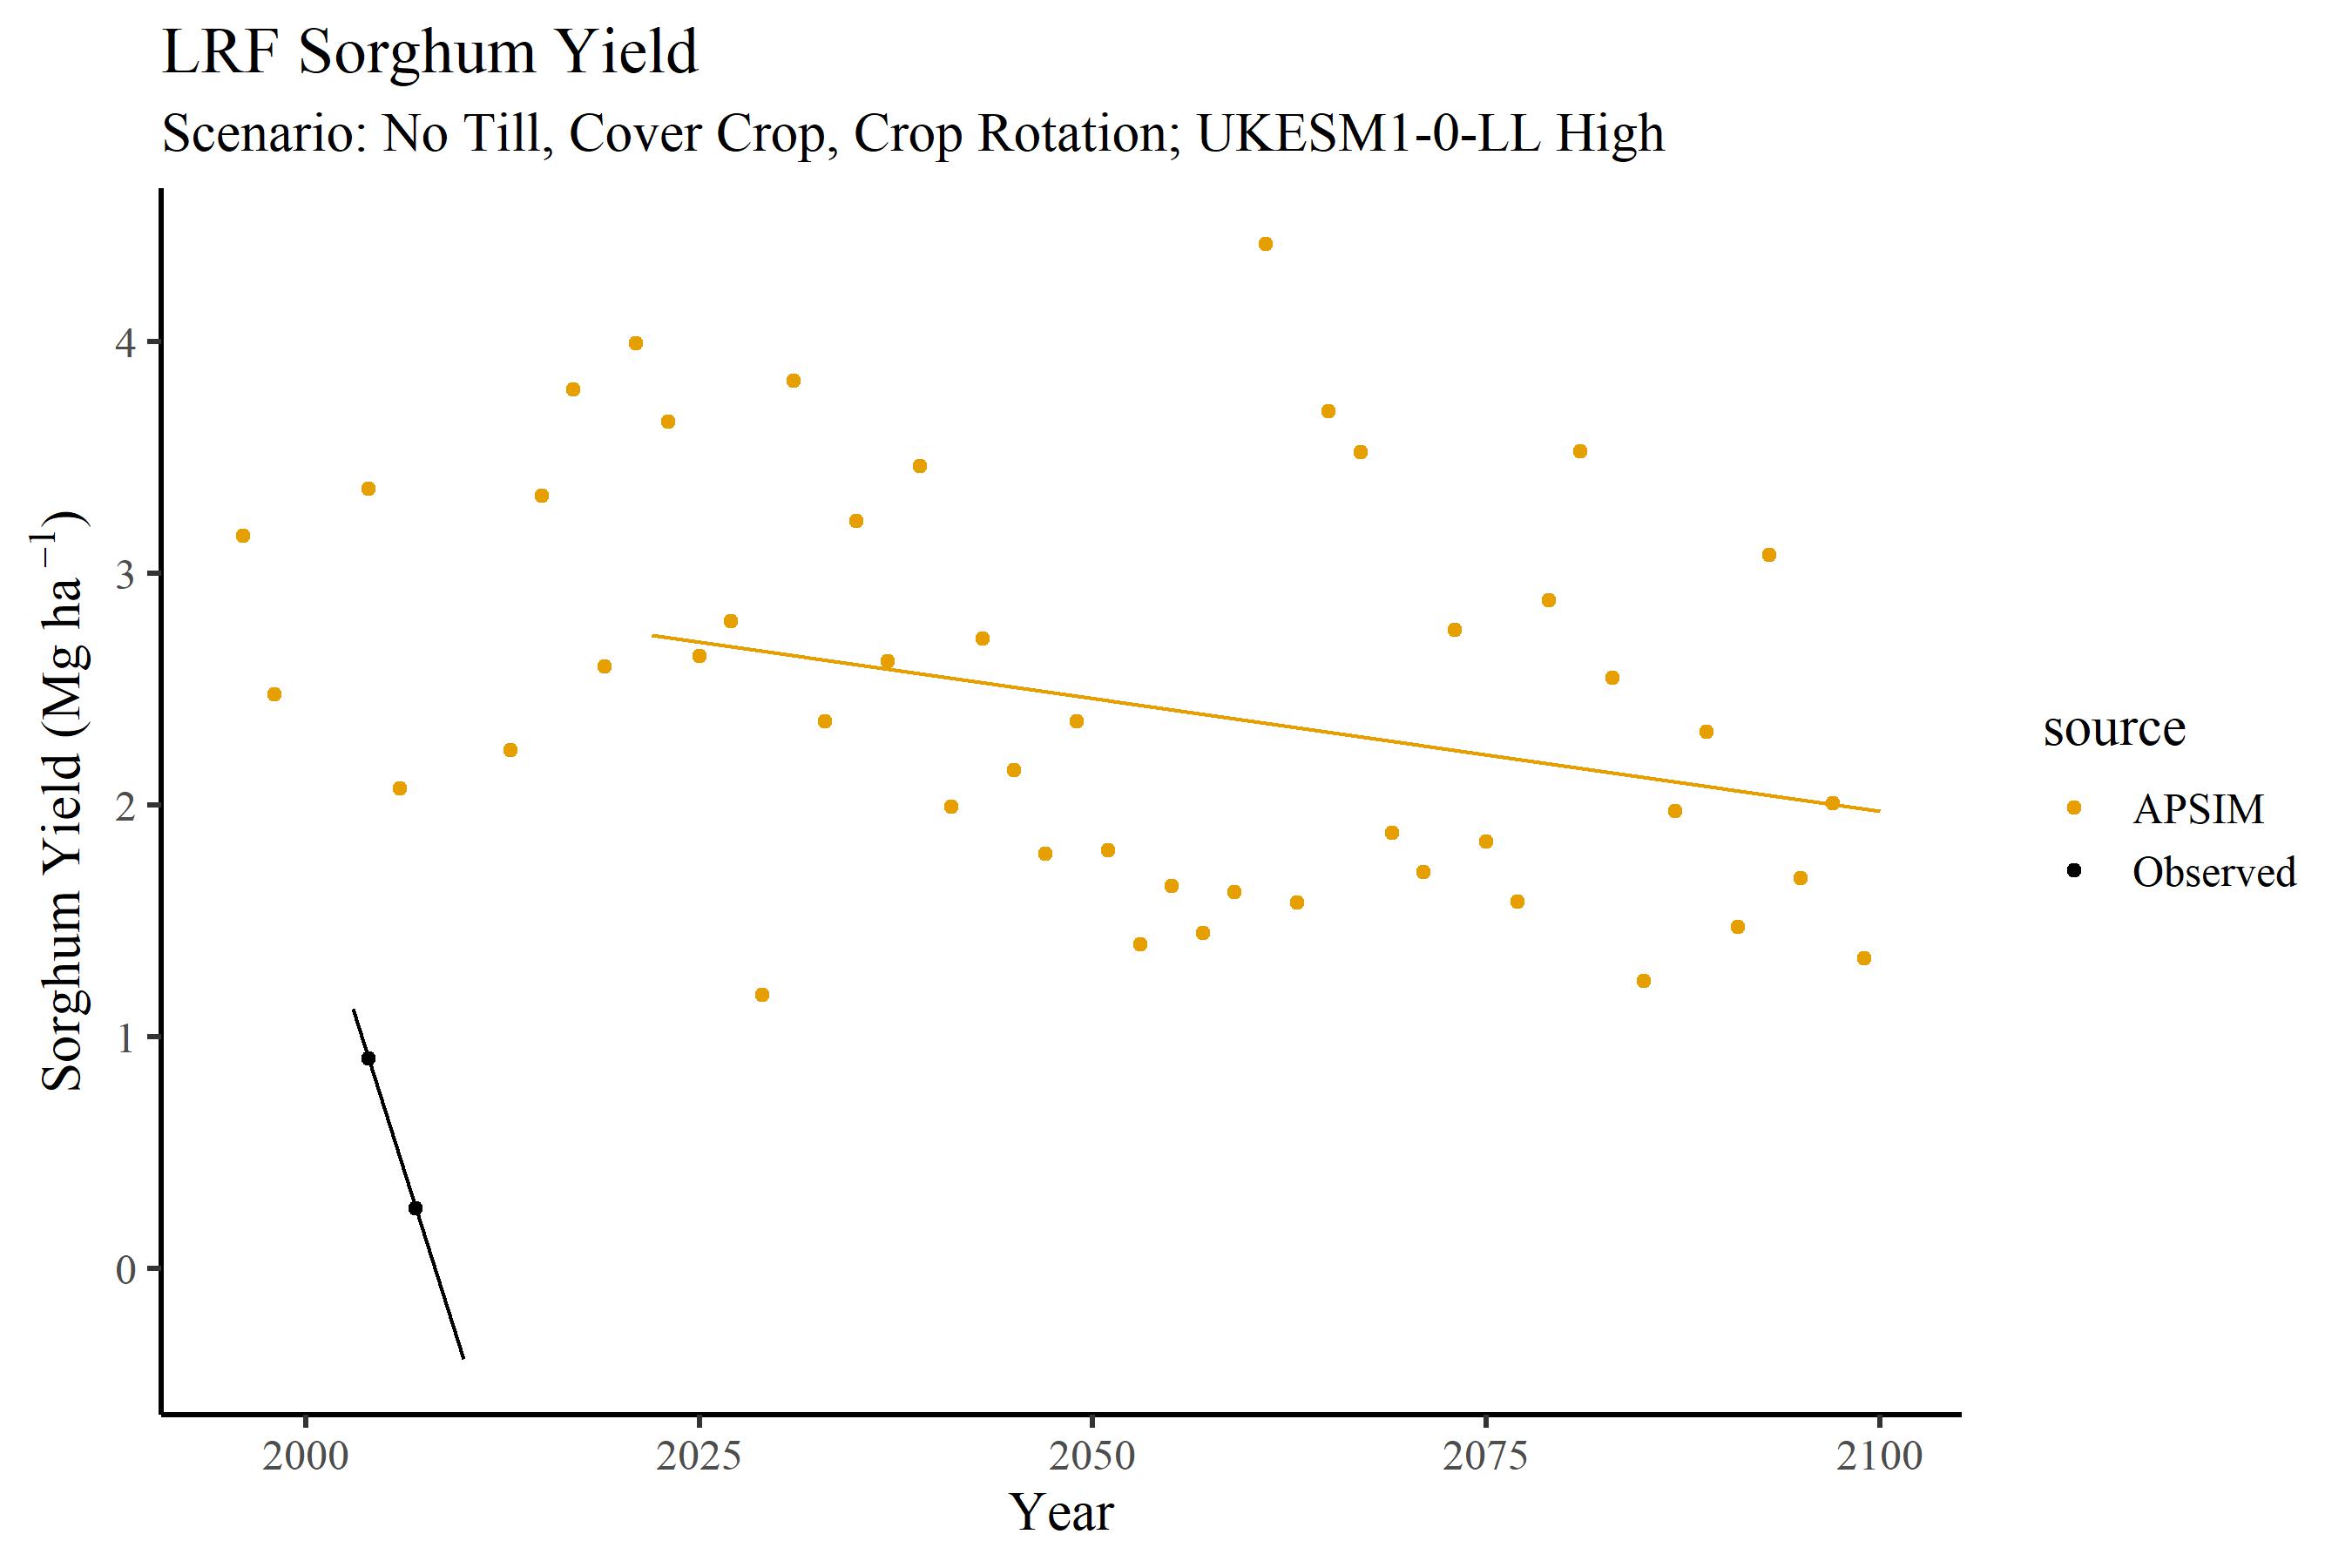 LRF Sorghum Yield
Scenario: No Till, Cover Crop, Crop Rotation; UKESM1-0-LL High
Sorghum Yield (Mg ha⁻¹)
4
3
2
1
0
2000 2025 2050 2075 2100
Year
source
APSIM
Observed